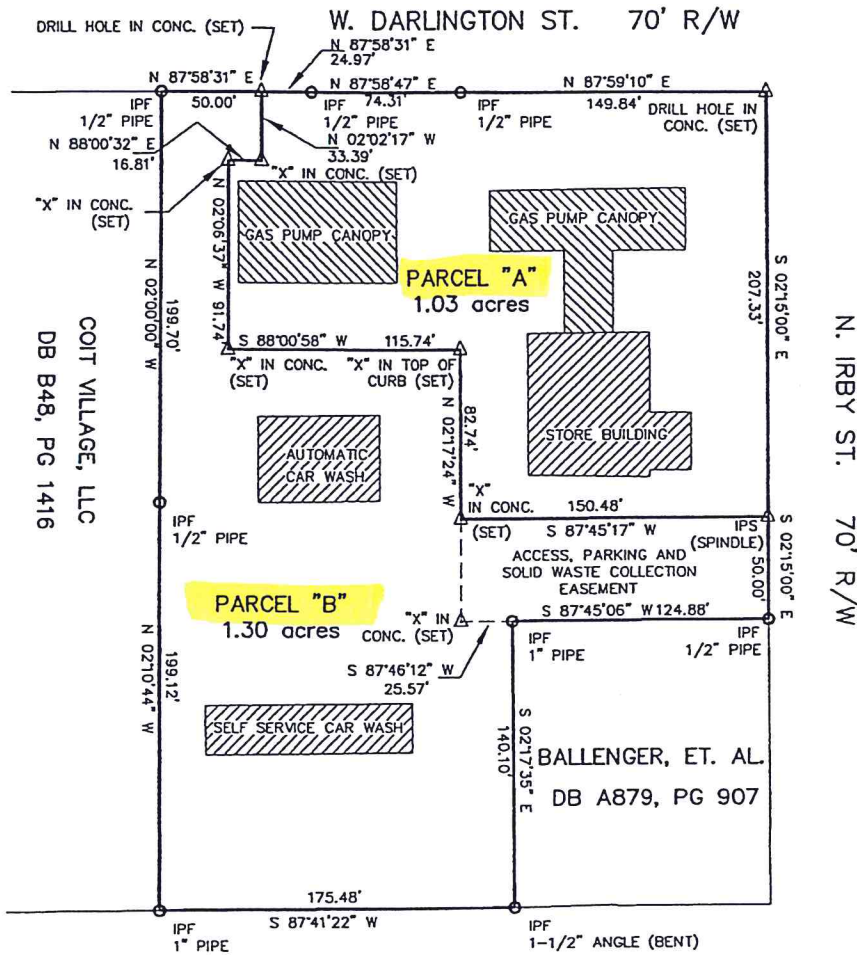 W. DARLINGTON ST. 70' R/W
DRILL HOLE IN CONC. (SET)
N 87°58'31" E
24.97'
N 87°58'31" E
50.00'
N 87°58'47" E
74.31'
N 87°59'10" E
149.84'
IPF
1/2" PIPE
IPF
1/2" PIPE
IPF
1/2" PIPE
DRILL HOLE IN
CONC. (SET)
N 88°00'32" E
16.81'
N 02°02'17" W
33.39'
"X" IN CONC. (SET)
"X" IN CONC.
(SET)
GAS PUMP CANOPY
GAS PUMP CANOPY
N 02°06'37" W 91.74'
PARCEL "A"
1.03 acres
S 02°15'00" E
207.33'
N. IRBY ST. 70' R/W
N 02°00'00" W
199.70'
COIT VILLAGE, LLC
DB B48, PG 1416
S 88°00'58" W 115.74'
"X" IN CONC.
(SET)
"X" IN TOP OF
CURB (SET)
82.74'
N 02°17'24" W
STORE BUILDING
AUTOMATIC
CAR WASH
"X"
IN CONC.
(SET)
150.48'
S 87°45'17" W
IPS
(SPINDLE)
IPF
1/2" PIPE
ACCESS, PARKING AND
SOLID WASTE COLLECTION
EASEMENT
S 02°15'00" E
50.00'
PARCEL "B"
1.30 acres
"X" IN
CONC. (SET)
S 87°45'06" W 124.88'
IPF
1" PIPE
IPF
1/2" PIPE
S 87°46'12" W
25.57'
N 02°10'44" W
199.12'
SELF SERVICE CAR WASH
S 02°17'35" E
140.10'
BALLENGER, ET. AL.
DB A879, PG 907
175.48'
S 87°41'22" W
IPF
1" PIPE
IPF
1-1/2" ANGLE (BENT)